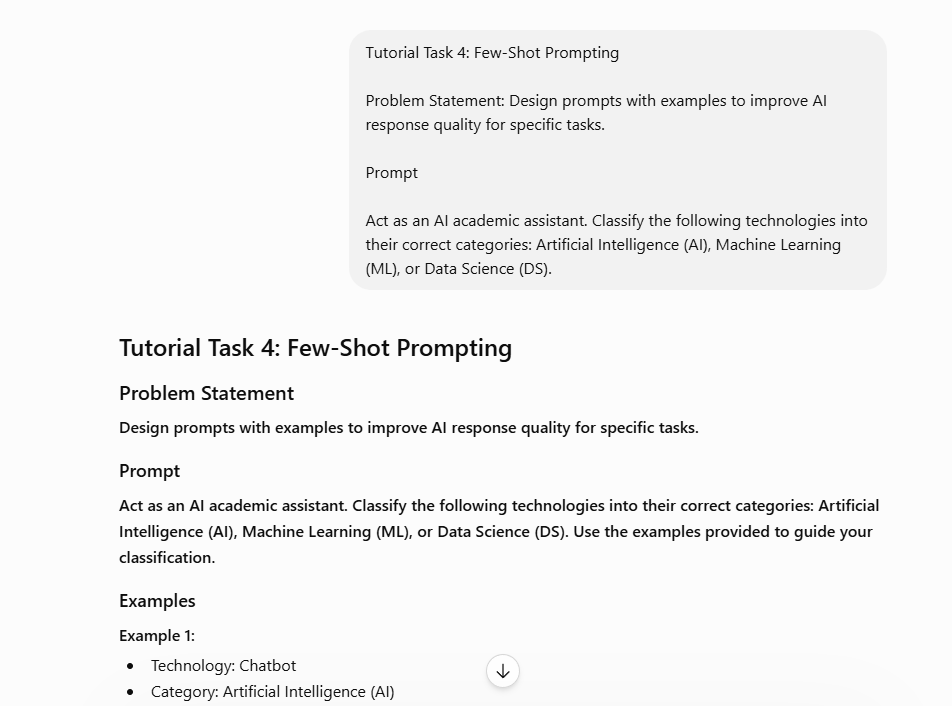 Tutorial Task 4: Few-Shot Prompting
Problem Statement: Design prompts with examples to improve AI
response quality for specific tasks.
Prompt
Act as an AI academic assistant. Classify the following technologies into
their correct categories: Artificial Intelligence (AI), Machine Learning
(ML), or Data Science (DS).
Tutorial Task 4: Few-Shot Prompting
Problem Statement
Design prompts with examples to improve AI response quality for specific tasks.
Prompt
Act as an AI academic assistant. Classify the following technologies into their correct categories: Artificial
Intelligence (AI), Machine Learning (ML), or Data Science (DS). Use the examples provided to guide your
classification.
Examples
Example 1:
• Technology: Chatbot
• Category: Artificial Intelligence (AI)